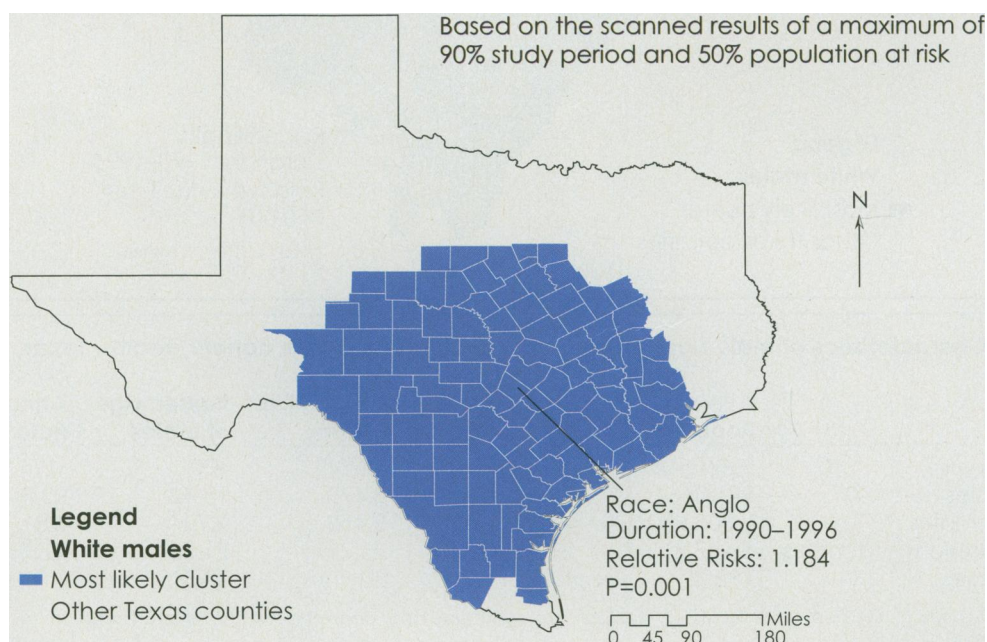 Based on the scanned results of a maximum of
90% study period and 50% population at risk
N
Race: Anglo
Duration: 1990–1996
Relative Risks: 1.184
P=0.001
Legend
White males
Most likely cluster
Other Texas counties
Miles
0 45 90 180